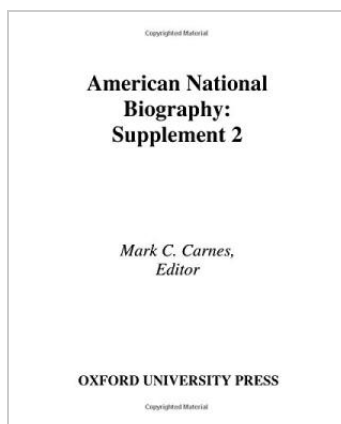 Copyrighted Material
American National
Biography:
Supplement 2
Mark C. Carnes,
Editor
OXFORD UNIVERSITY PRESS
Copyrighted Material